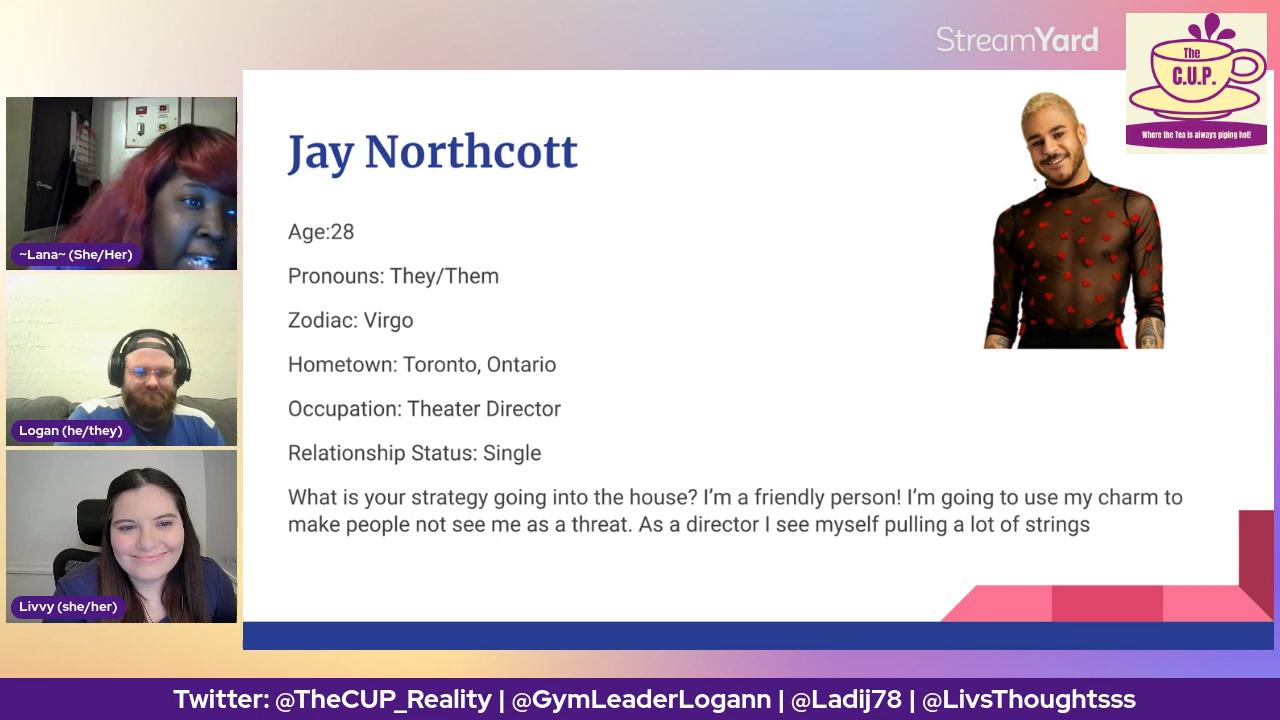 StreamYard
The
C.U.P.
Where the Tea is always piping hot!
Jay Northcott
Age:28
Pronouns: They/Them
Zodiac: Virgo
Hometown: Toronto, Ontario
Occupation: Theater Director
Relationship Status: Single
What is your strategy going into the house? I’m a friendly person! I’m going to use my charm to
make people not see me as a threat. As a director I see myself pulling a lot of strings
~Lana~ (She/Her)
Logan (he/they)
Livvy (she/her)
Twitter: @TheCUP_Reality | @GymLeaderLogann | @Ladij78 | @LivsThoughtsss